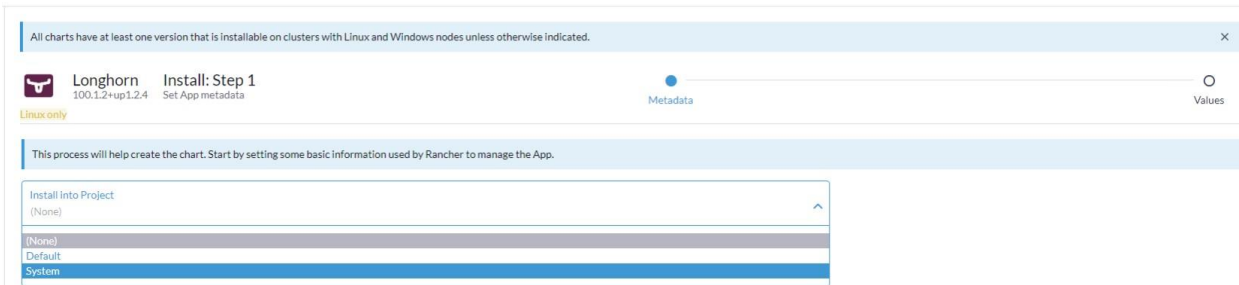 All charts have at least one version that is installable on clusters with Linux and Windows nodes unless otherwise indicated.
Longhorn Install: Step 1
100.1.2+up1.2.4 Set App metadata
Linux only
Metadata
Values
This process will help create the chart. Start by setting some basic information used by Rancher to manage the App.
Install into Project
(None)
(None)
Default
System